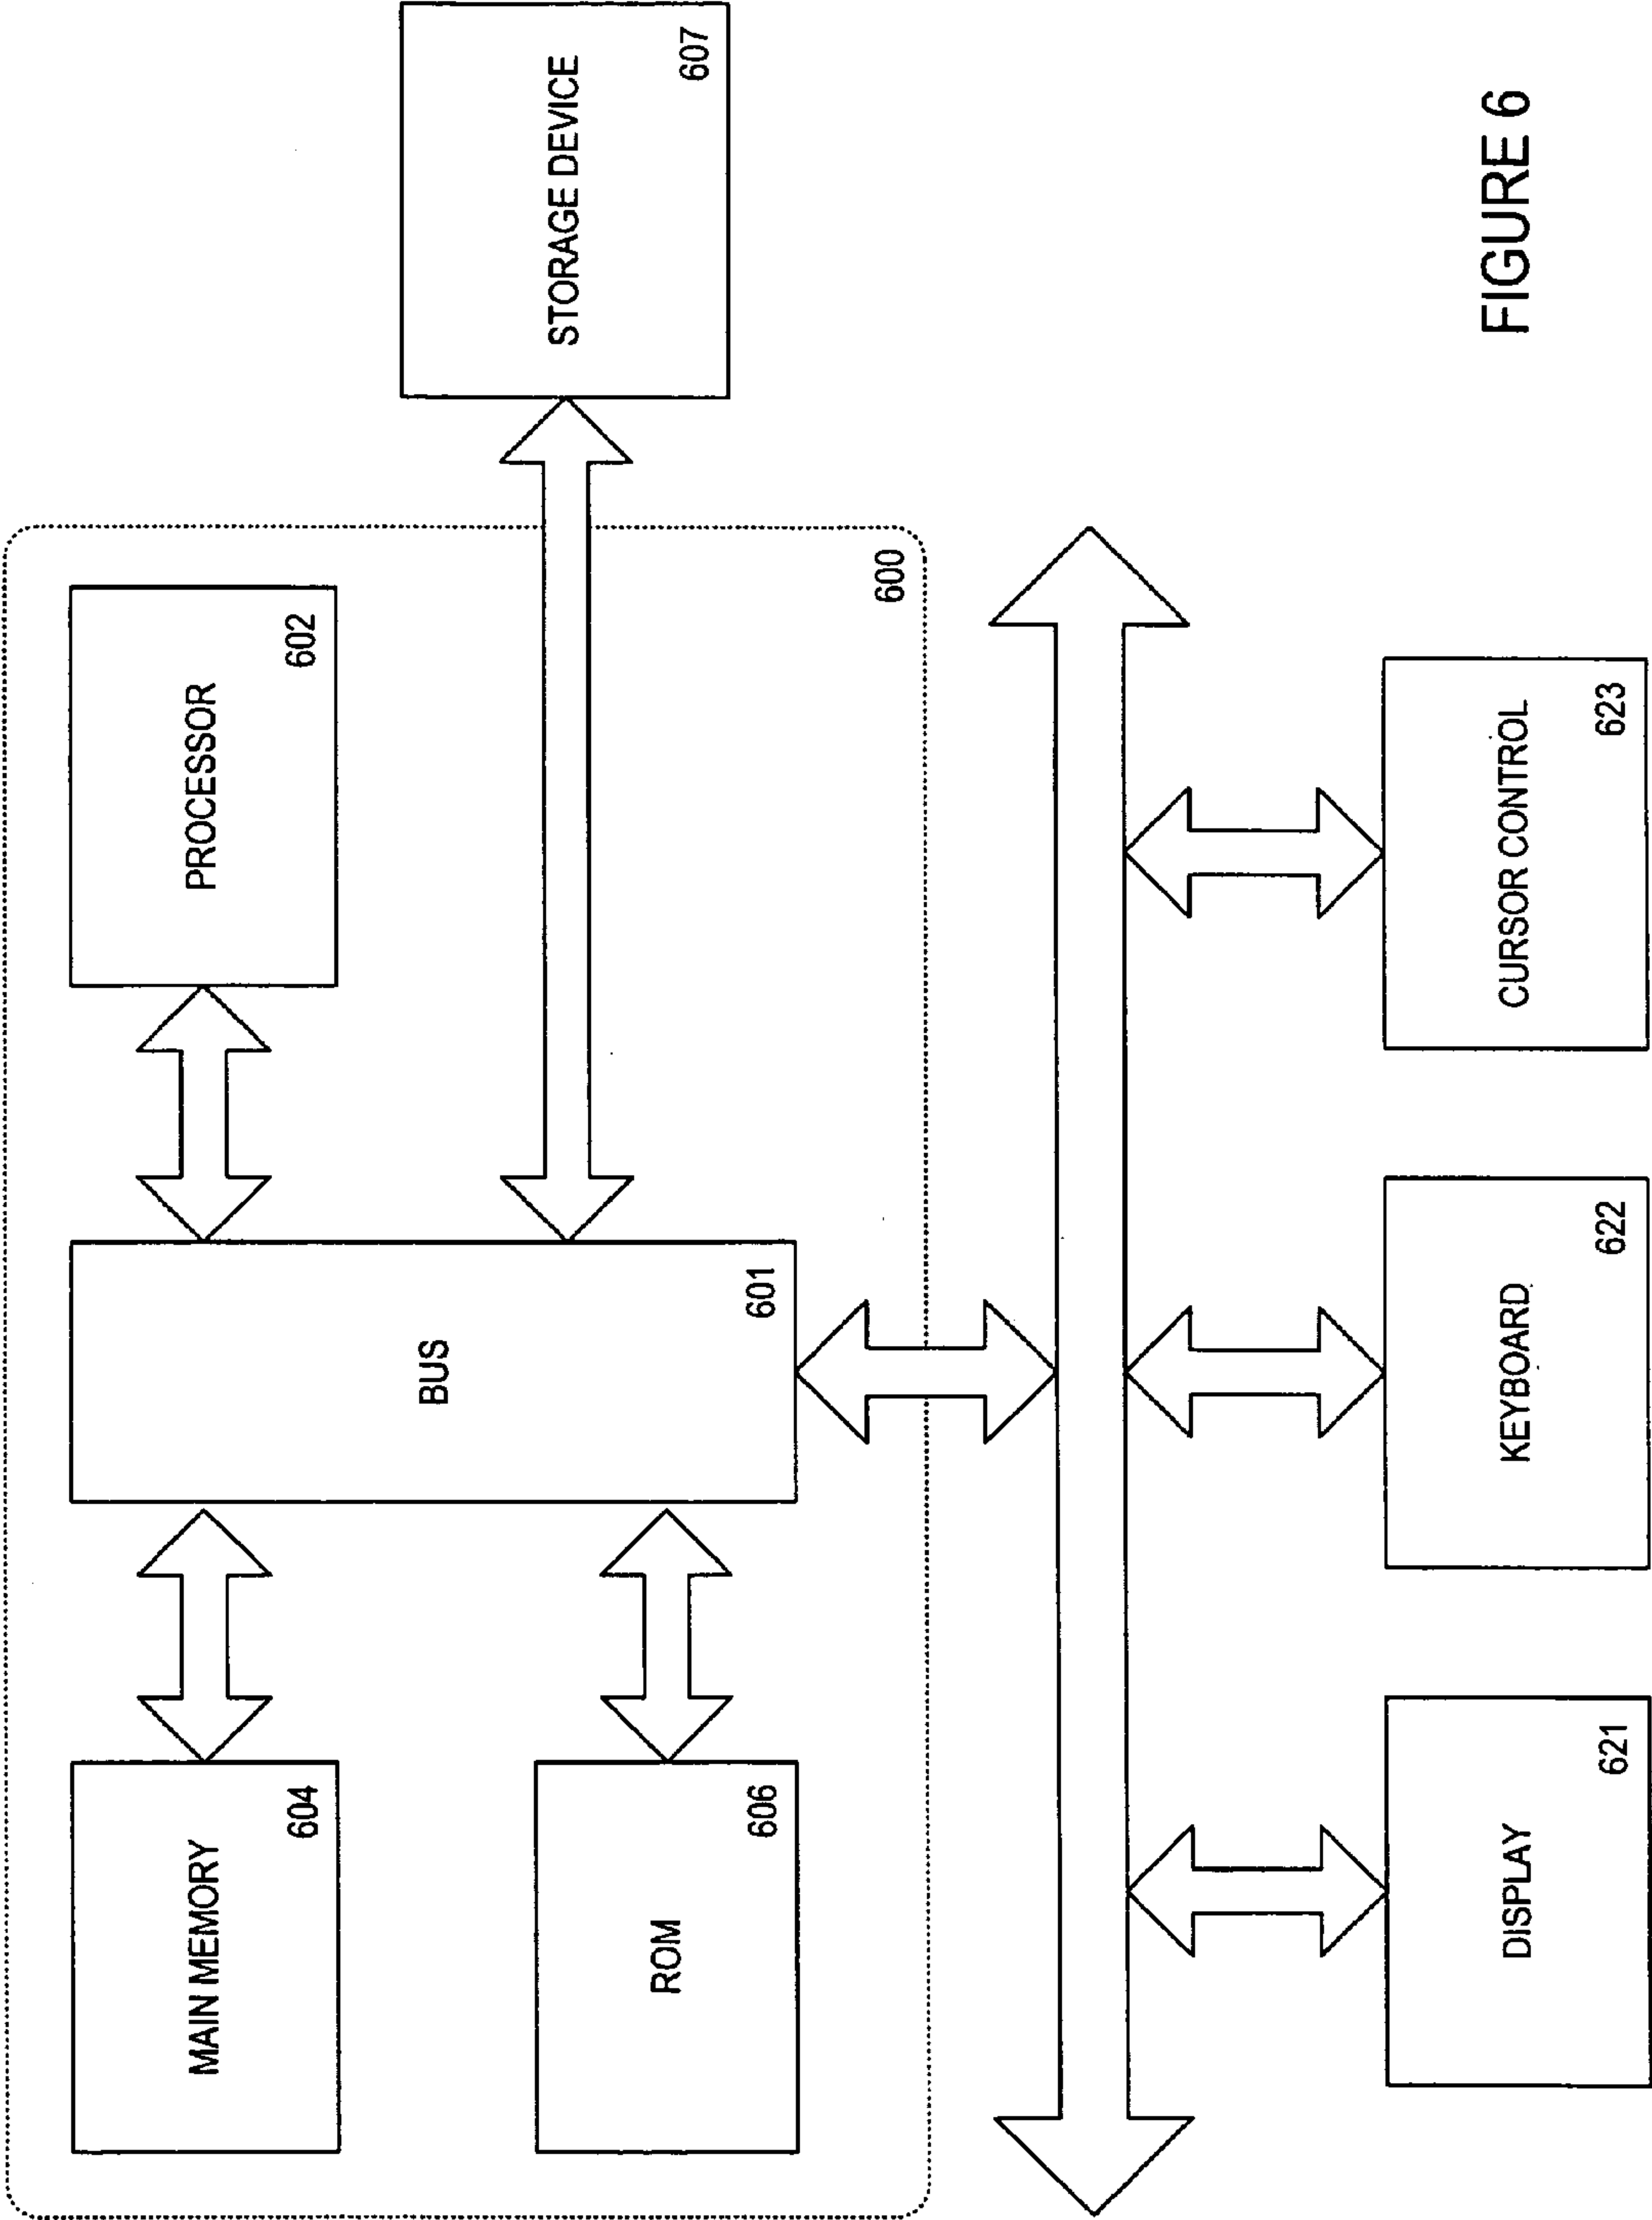 MAIN MEMORY
604
BUS
601
PROCESSOR
602
ROM
606
600
STORAGE DEVICE
607
DISPLAY
621
KEYBOARD
622
CURSOR CONTROL
623
FIGURE 6